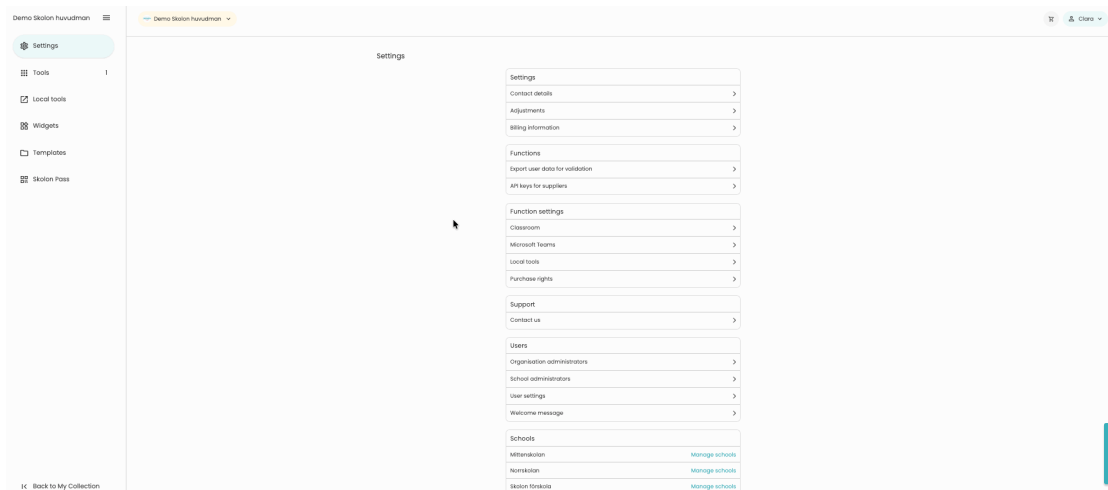 Demo Skolon huvudman
Demo Skolon huvudman
Clara
Settings
Tools 1
Local tools
Widgets
Templates
Skolon Pass
Back to My Collection
Settings
Settings
Contact details
Adjustments
Billing information
Functions
Export user data for validation
API keys for suppliers
Function settings
Classroom
Microsoft Teams
Local tools
Purchase rights
Support
Contact us
Users
Organisation administrators
School administrators
User settings
Welcome message
Schools
Mittenskolan Manage schools
Norrskolan Manage schools
Skolon förskola Manage schools